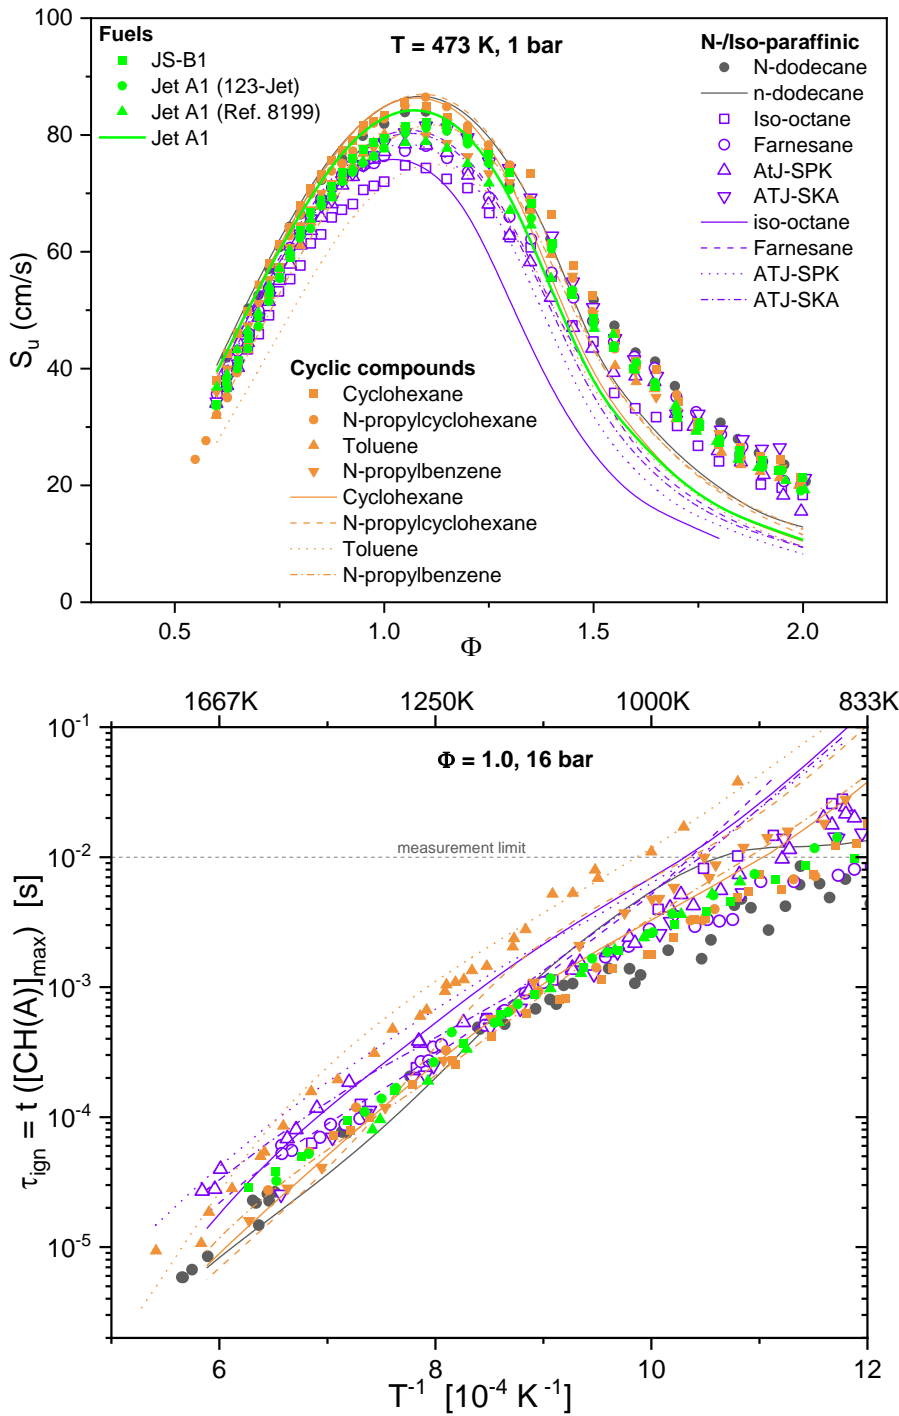 T = 473 K, 1 bar
Fuels
JS-B1
Jet A1 (123-Jet)
Jet A1 (Ref. 8199)
Jet A1
N-/Iso-paraffinic
N-dodecane
n-dodecane
Iso-octane
Farnesane
AtJ-SPK
ATJ-SKA
iso-octane
Farnesane
ATJ-SPK
ATJ-SKA
Cyclic compounds
Cyclohexane
N-propylcyclohexane
Toluene
N-propylbenzene
Cyclohexane
N-propylcyclohexane
Toluene
N-propylbenzene
S_u (cm/s)
100
80
60
40
20
0
0.5 1.0 1.5 2.0
Φ
1667K 1250K 1000K 833K
Φ = 1.0, 16 bar
measurement limit
τ_ign = t ([CH(A)]_max) [s]
10^-1
10^-2
10^-3
10^-4
10^-5
6 8 10 12
T^-1 [10^-4 K^-1]